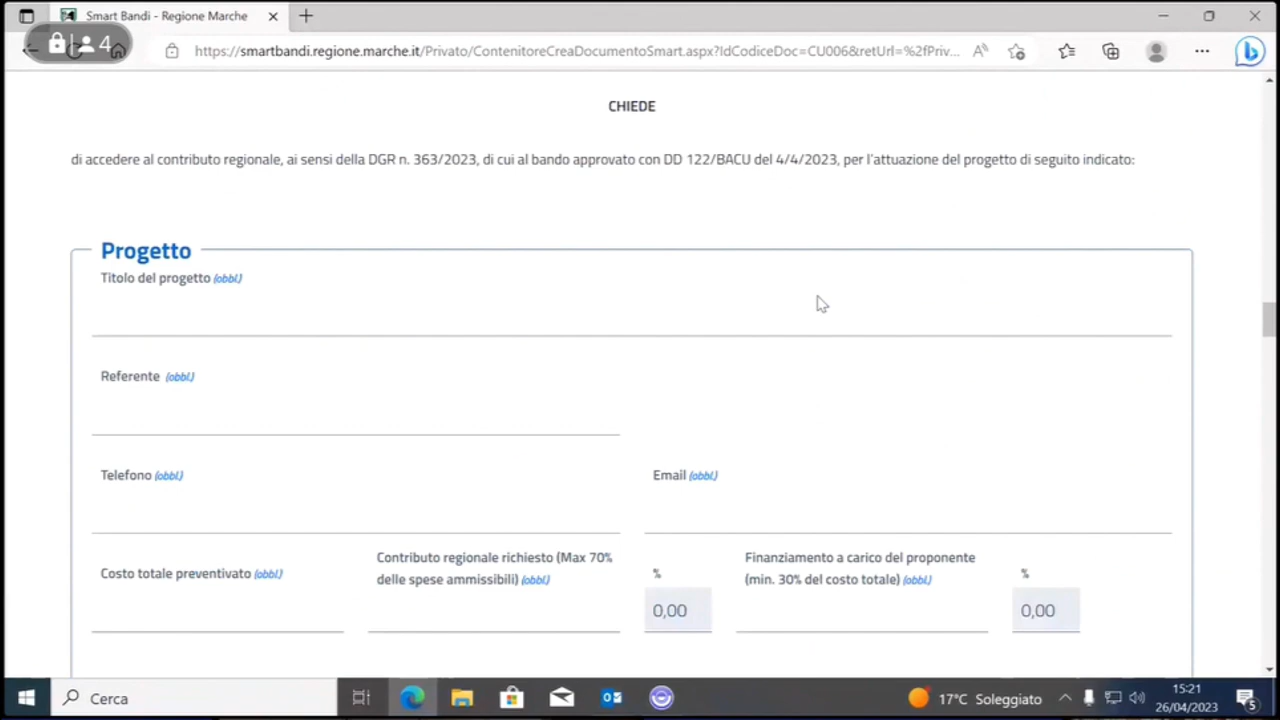 Smart Bandi - Regione Marche
4
https://smartbandi.regione.marche.it/Privato/ContenitoreCreaDocumentoSmart.aspx?IdCodiceDoc=CU006&retUrl=%2fPriv...
CHIEDE
di accedere al contributo regionale, ai sensi della DGR n. 363/2023, di cui al bando approvato con DD 122/BACU del 4/4/2023, per l'attuazione del progetto di seguito indicato:
Progetto
Titolo del progetto (obbl.)
Referente (obbl.)
Telefono (obbl.)
Email (obbl.)
Costo totale preventivato (obbl.)
Contributo regionale richiesto (Max 70%
delle spese ammissibili) (obbl.)
%
0,00
Finanziamento a carico del proponente
(min. 30% del costo totale) (obbl.)
%
0,00
Cerca
17°C Soleggiato
15:21
26/04/2023
5